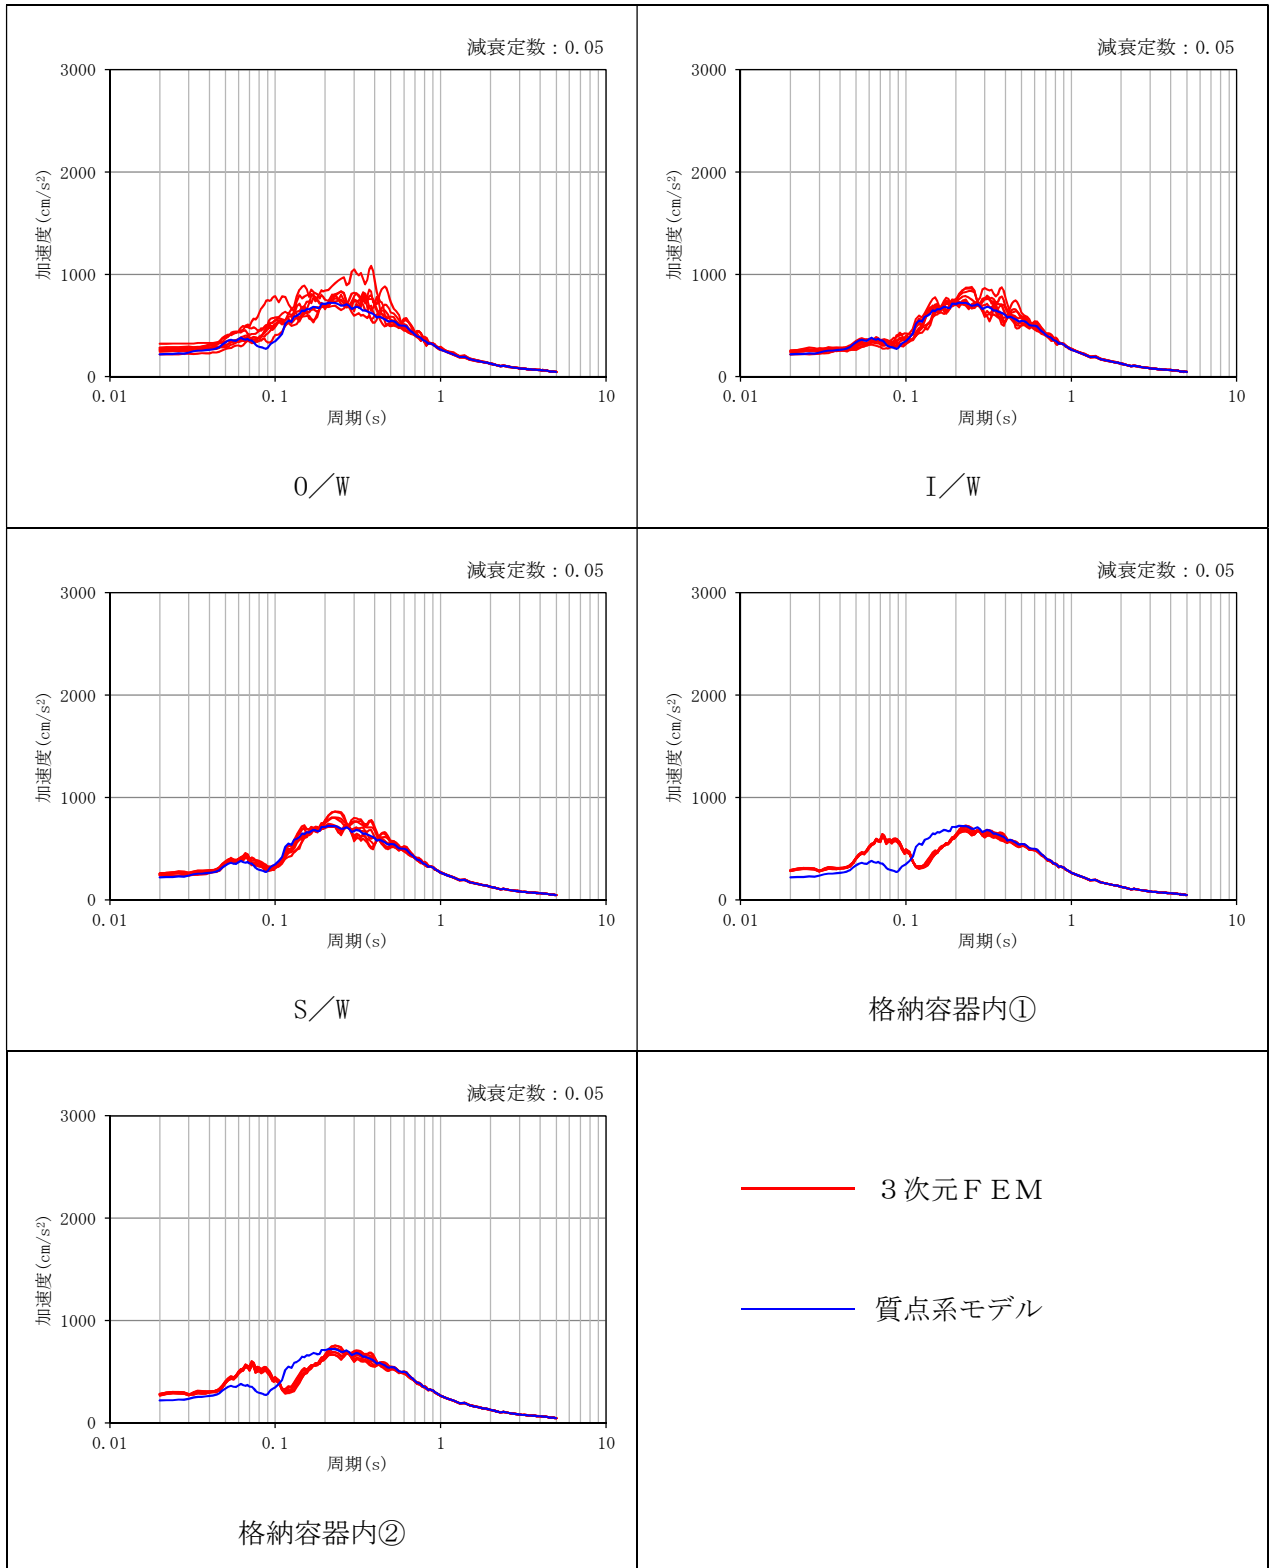 減衰定数：0.05
3000
2000
1000
0
加速度(cm/s²)
0.01
0.1
1
10
周期(s)
O／W
減衰定数：0.05
3000
2000
1000
0
加速度(cm/s²)
0.01
0.1
1
10
周期(s)
I／W
減衰定数：0.05
3000
2000
1000
0
加速度(cm/s²)
0.01
0.1
1
10
周期(s)
S／W
減衰定数：0.05
3000
2000
1000
0
加速度(cm/s²)
0.01
0.1
1
10
周期(s)
格納容器内①
減衰定数：0.05
3000
2000
1000
0
加速度(cm/s²)
0.01
0.1
1
10
周期(s)
格納容器内②
３次元ＦＥＭ
質点系モデル